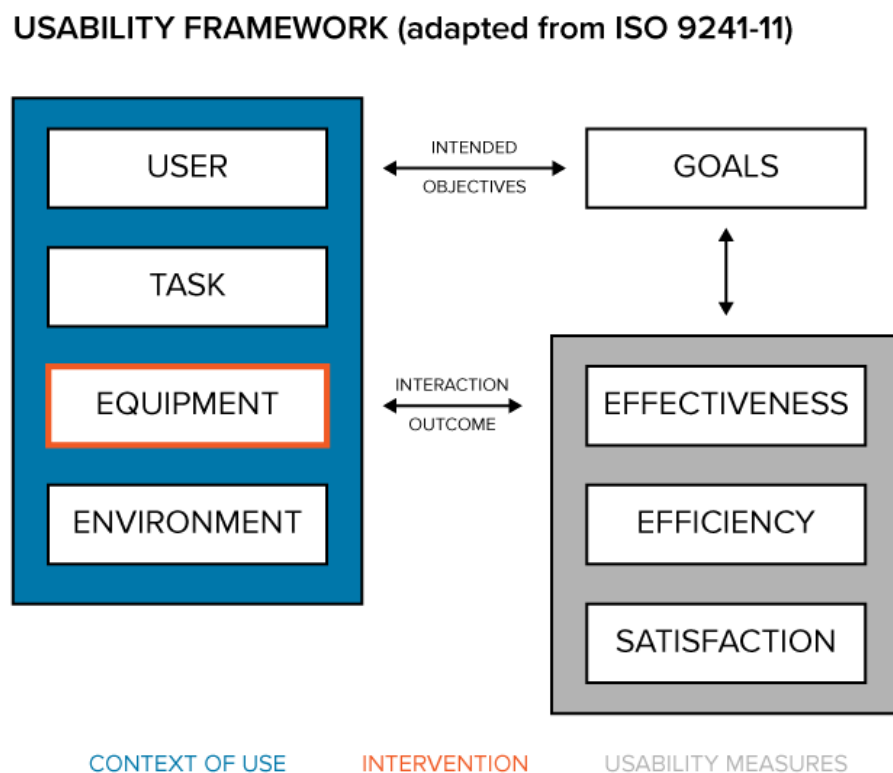 USABILITY FRAMEWORK (adapted from ISO 9241-11)
USER
TASK
EQUIPMENT
ENVIRONMENT
INTENDED
OBJECTIVES
GOALS
INTERACTION
OUTCOME
EFFECTIVENESS
EFFICIENCY
SATISFACTION
CONTEXT OF USE
INTERVENTION
USABILITY MEASURES